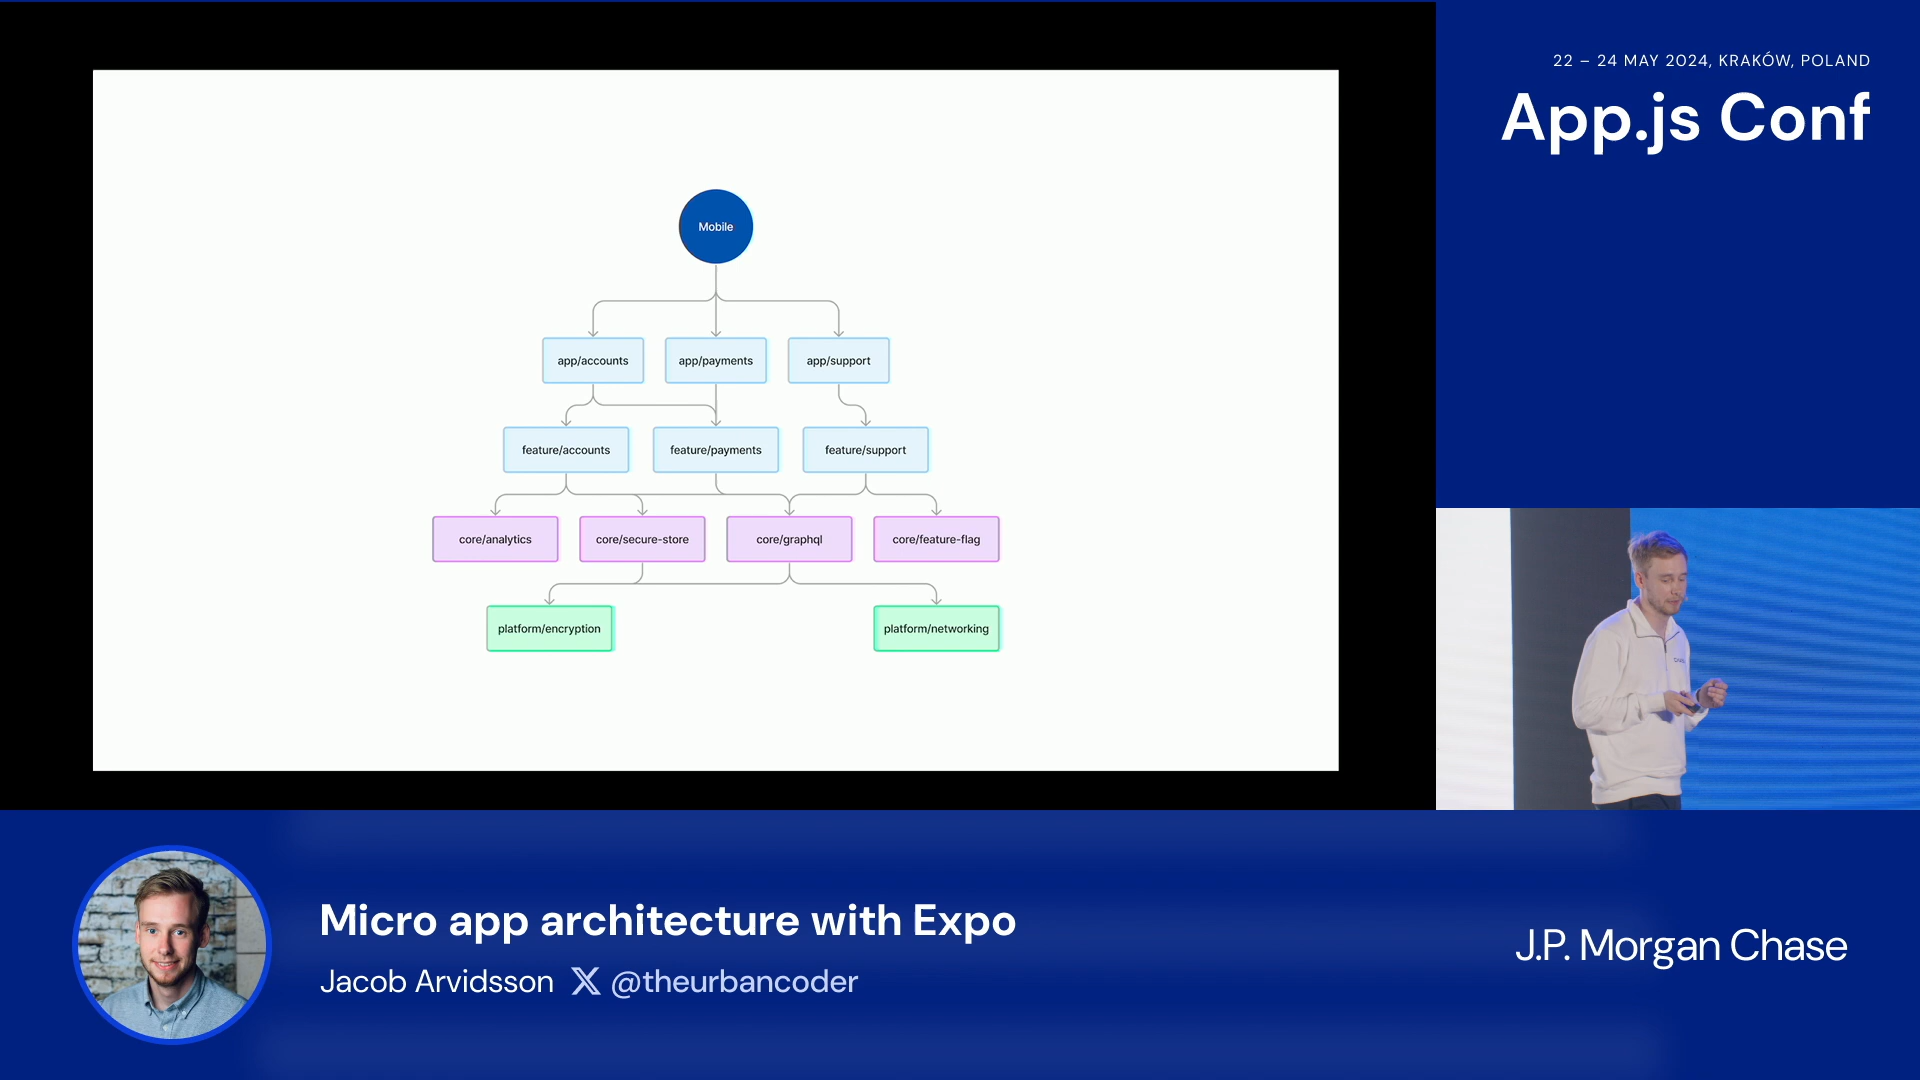 22 – 24 MAY 2024, KRAKÓW, POLAND
App.js Conf
Mobile
app/accounts
app/payments
app/support
feature/accounts
feature/payments
feature/support
core/analytics
core/secure-store
core/graphql
core/feature-flag
platform/encryption
platform/networking
Micro app architecture with Expo
Jacob Arvidsson X @theurbancoder
J.P. Morgan Chase